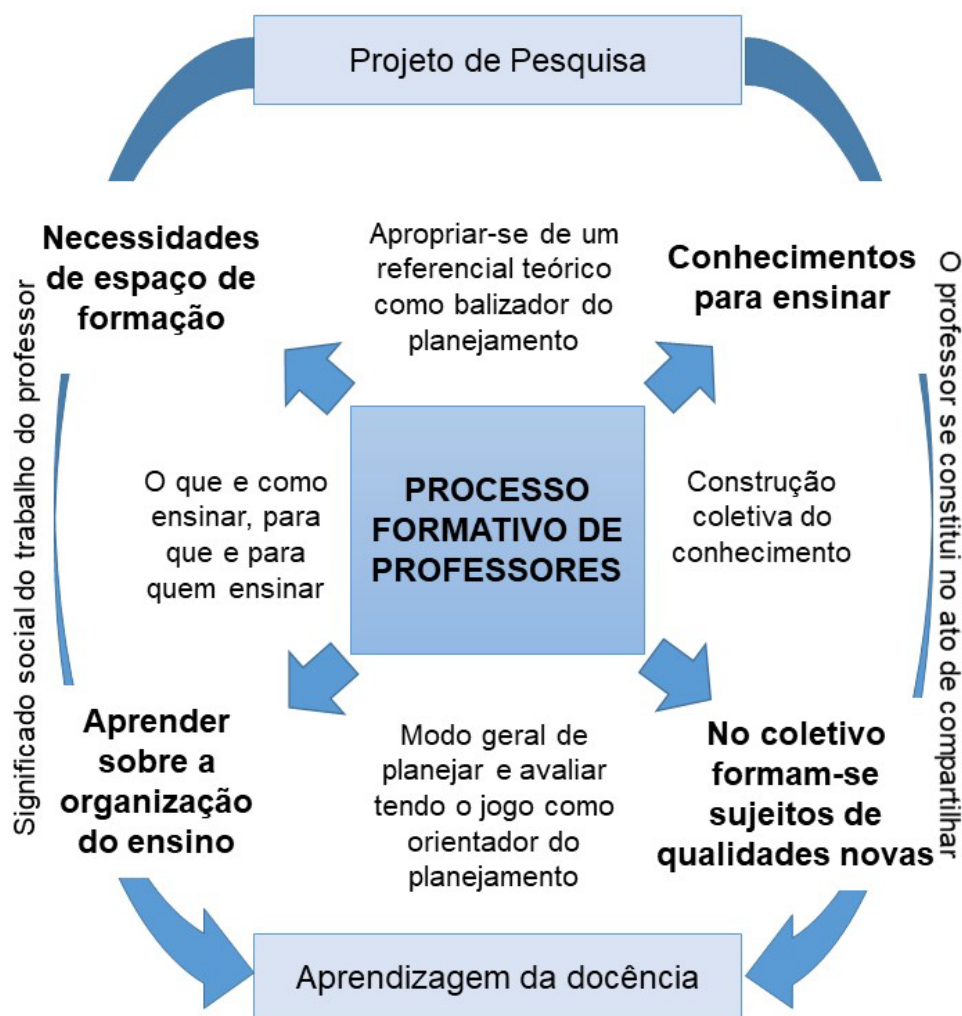 Projeto de Pesquisa
Necessidades
de espaço de
formação
Apropriar-se de um
referencial teórico
como balizador do
planejamento
Conhecimentos
para ensinar
Significado social do trabalho do professor
O que e como
ensinar, para
que e para
quem ensinar
PROCESSO
FORMATIVO DE
PROFESSORES
Construção
coletiva do
conhecimento
O professor se constitui no ato de compartilhar
Aprender
sobre a
organização
do ensino
Modo geral de
planejar e avaliar
tendo o jogo como
orientador do
planejamento
No coletivo
formam-se
sujeitos de
qualidades novas
Aprendizagem da docência